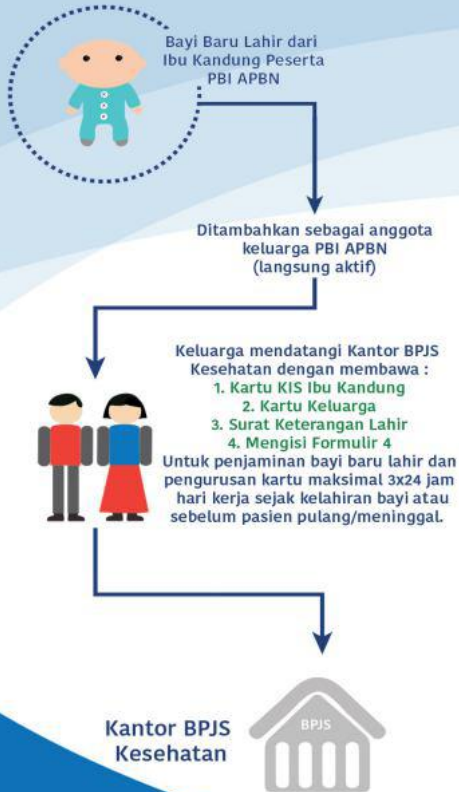 Bayi Baru Lahir dari
Ibu Kandung Peserta
PBI APBN
Ditambahkan sebagai anggota
keluarga PBI APBN
(langsung aktif)
Keluarga mendatangi Kantor BPJS
Kesehatan dengan membawa :
1. Kartu KIS Ibu Kandung
2. Kartu Keluarga
3. Surat Keterangan Lahir
4. Mengisi Formulir 4
Untuk penjaminan bayi baru lahir dan
pengurusan kartu maksimal 3x24 jam
hari kerja sejak kelahiran bayi atau
sebelum pasien pulang/meninggal.
Kantor BPJS
Kesehatan
BPJS